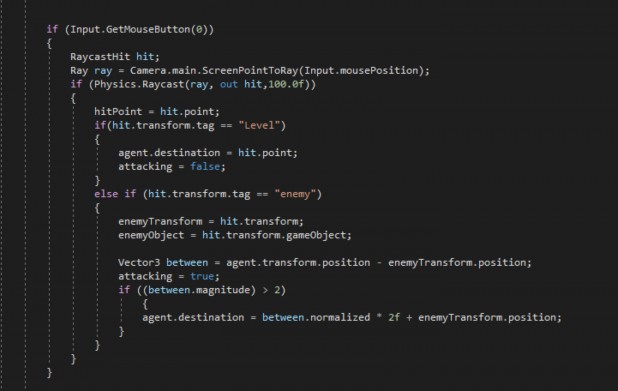 if (Input.GetMouseButton(0))
{
RaycastHit hit;
Ray ray = Camera.main.ScreenPointToRay(Input.mousePosition);
if (Physics.Raycast(ray, out hit,100.0f))
{
hitPoint = hit.point;
if(hit.transform.tag == "Level")
{
agent.destination = hit.point;
attacking = false;
}
else if (hit.transform.tag == "enemy")
{
enemyTransform = hit.transform;
enemyObject = hit.transform.gameObject;
Vector3 between = agent.transform.position - enemyTransform.position;
attacking = true;
if ((between.magnitude) > 2)
{
agent.destination = between.normalized * 2f + enemyTransform.position;
}
}
}
}